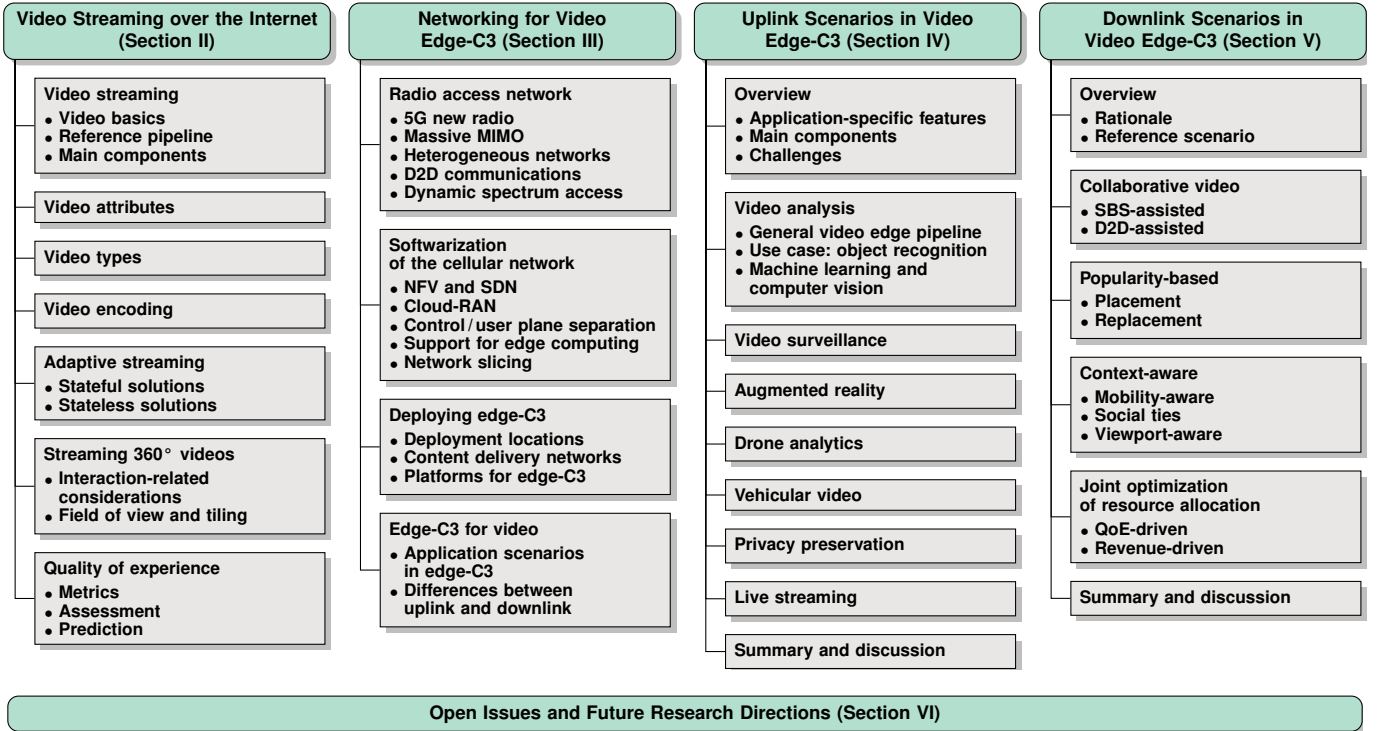 Video Streaming over the Internet
(Section II)
Video streaming
• Video basics
• Reference pipeline
• Main components
Video attributes
Video types
Video encoding
Adaptive streaming
• Stateful solutions
• Stateless solutions
Streaming 360° videos
• Interaction-related
considerations
• Field of view and tiling
Quality of experience
• Metrics
• Assessment
• Prediction
Networking for Video
Edge-C3 (Section III)
Radio access network
• 5G new radio
• Massive MIMO
• Heterogeneous networks
• D2D communications
• Dynamic spectrum access
Softwarization
of the cellular network
• NFV and SDN
• Cloud-RAN
• Control/user plane separation
• Support for edge computing
• Network slicing
Deploying edge-C3
• Deployment locations
• Content delivery networks
• Platforms for edge-C3
Edge-C3 for video
• Application scenarios
in edge-C3
• Differences between
uplink and downlink
Uplink Scenarios in Video
Edge-C3 (Section IV)
Overview
• Application-specific features
• Main components
• Challenges
Video analysis
• General video edge pipeline
• Use case: object recognition
• Machine learning and
computer vision
Video surveillance
Augmented reality
Drone analytics
Vehicular video
Privacy preservation
Live streaming
Summary and discussion
Downlink Scenarios in
Video Edge-C3 (Section V)
Overview
• Rationale
• Reference scenario
Collaborative video
• SBS-assisted
• D2D-assisted
Popularity-based
• Placement
• Replacement
Context-aware
• Mobility-aware
• Social ties
• Viewport-aware
Joint optimization
of resource allocation
• QoE-driven
• Revenue-driven
Summary and discussion
Open Issues and Future Research Directions (Section VI)